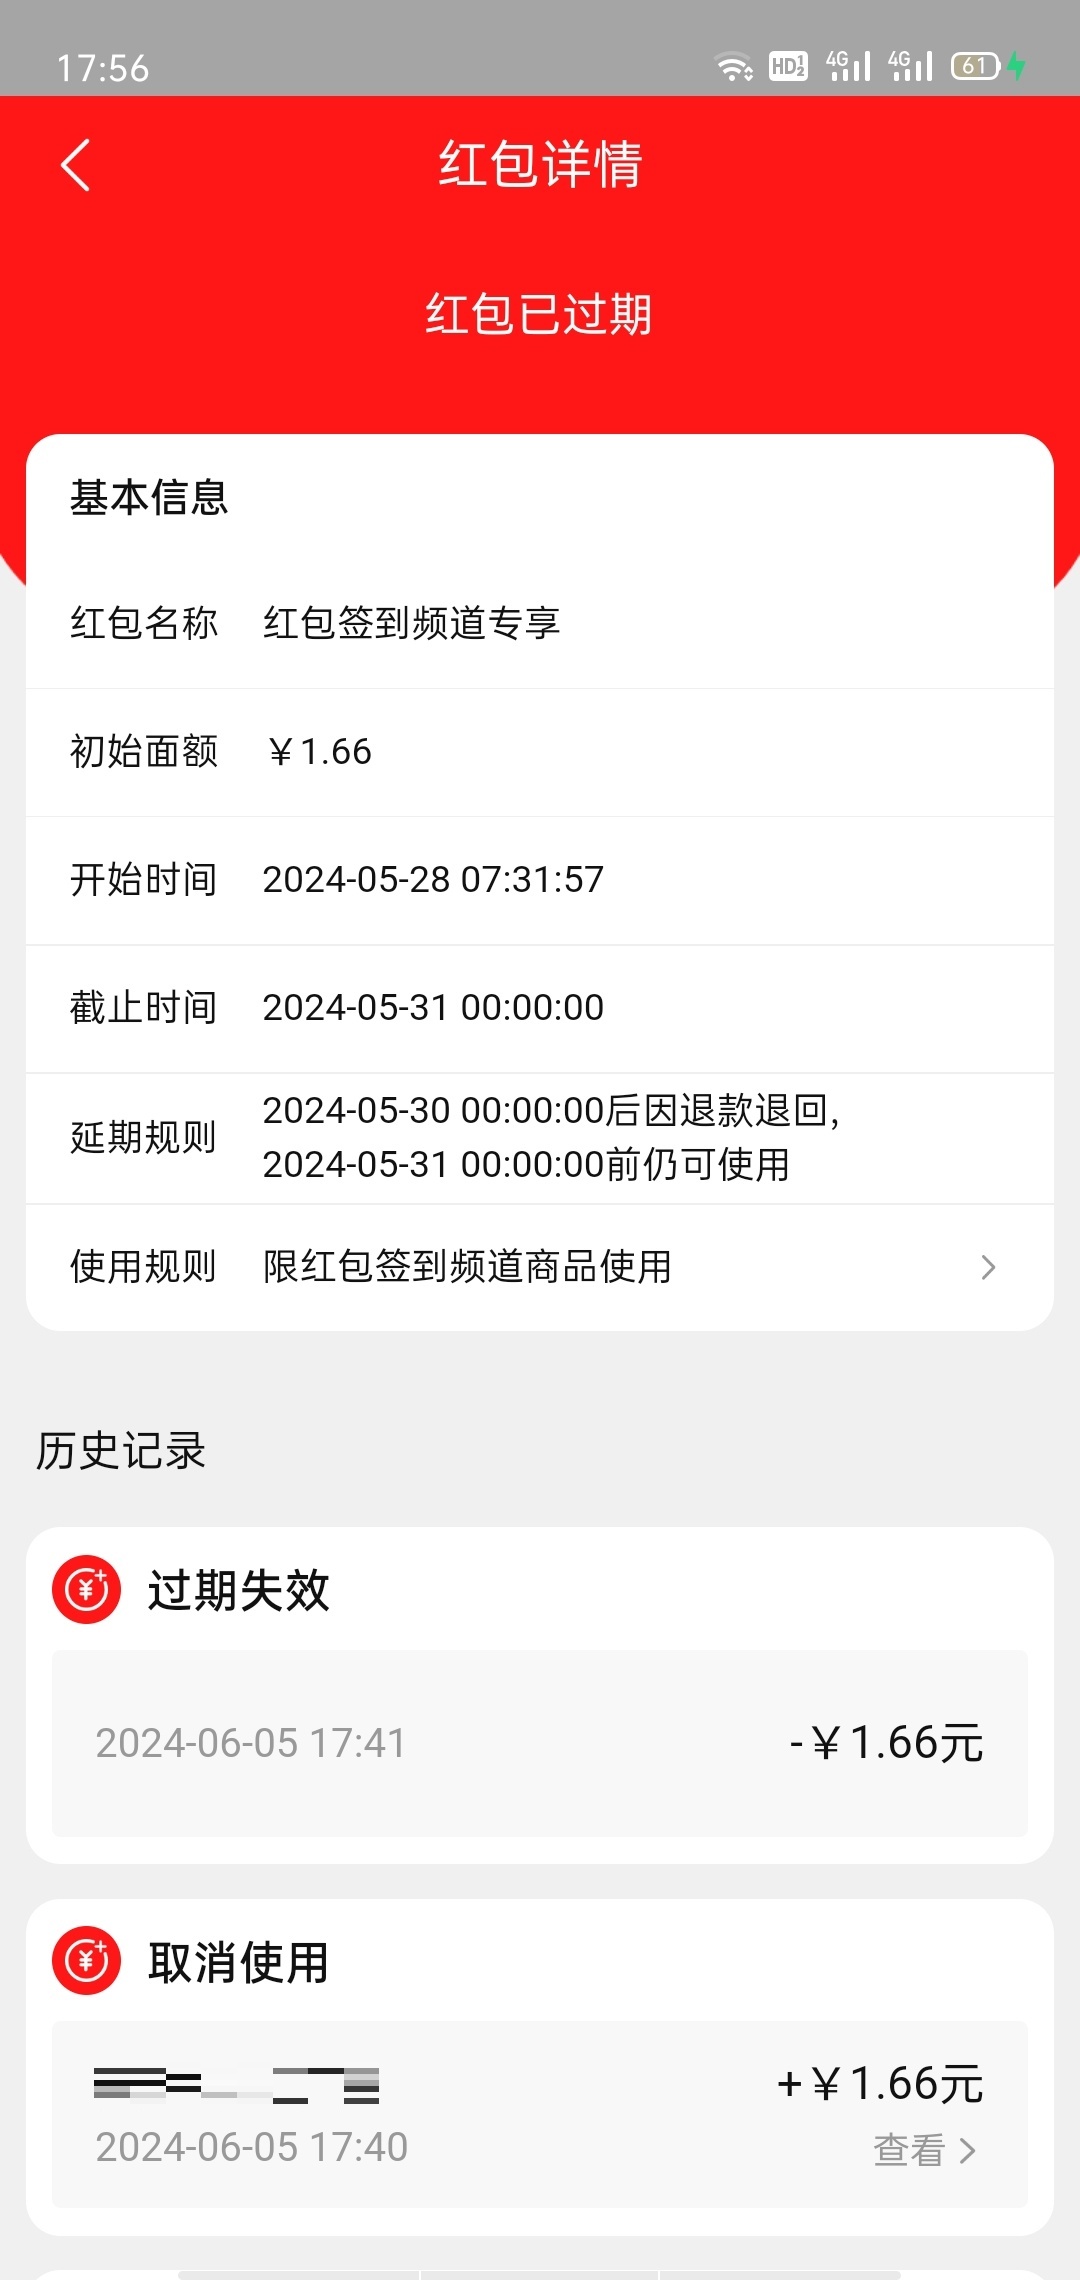 17:56
HD 1 2 4G 4G 61
红包详情
红包已过期
基本信息
红包名称 红包签到频道专享
初始面额 ￥1.66
开始时间 2024-05-28 07:31:57
截止时间 2024-05-31 00:00:00
延期规则 2024-05-30 00:00:00后因退款退回,
2024-05-31 00:00:00前仍可使用
使用规则 限红包签到频道商品使用
历史记录
过期失效
2024-06-05 17:41 -￥1.66元
取消使用
+￥1.66元
2024-06-05 17:40 查看